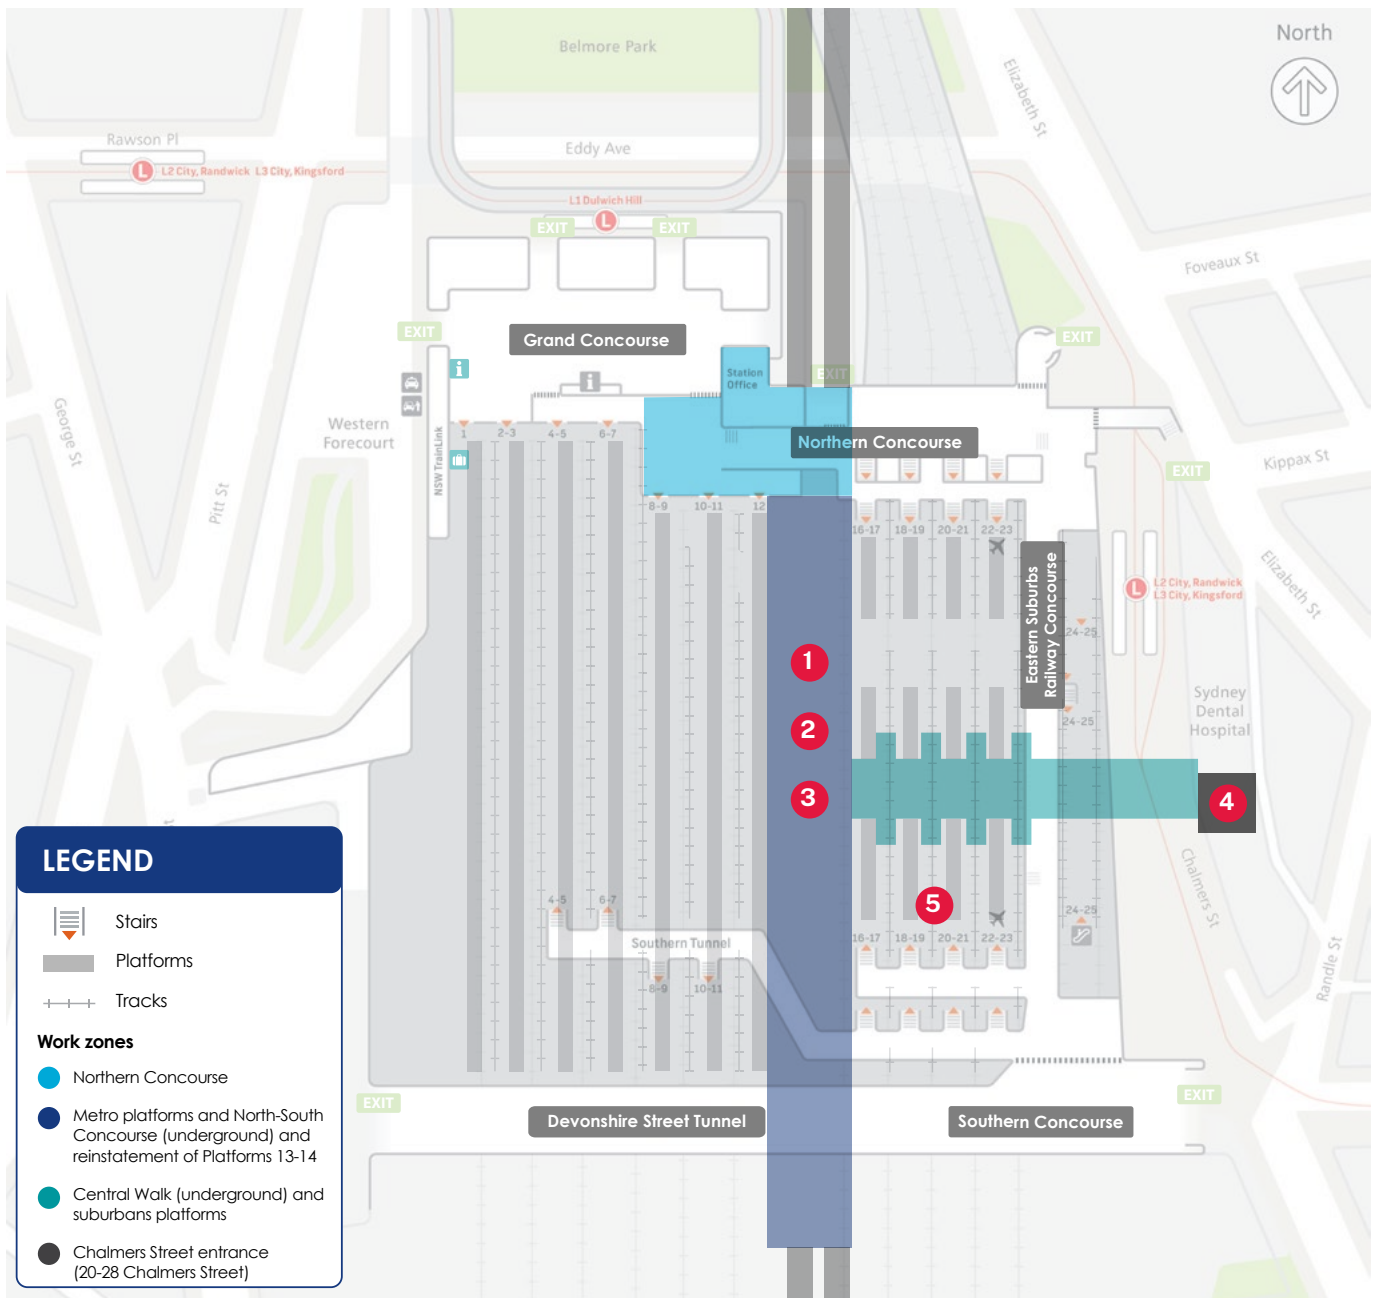 Belmore Park
North
Elizabeth St
Rawson Pl
Eddy Ave
L
L2 City, Randwick L3 City, Kingsford
L1 Dulwich Hill
EXIT
L
EXIT
Foveaux St
EXIT
Grand Concourse
EXIT
i
Station
Office
EXIT
i
George St
Western
Forecourt
NSW TrainLink
Pitt St
1
2-3
4-5
6-7
Northern Concourse
Kippax St
EXIT
8-9
10-11
12
16-17
18-19
20-21
22-23
Eastern Suburbs
Railway Concourse
Elizabeth St
L
L2 City, Randwick
L3 City, Kingsford
24-25
1
Sydney
Dental
Hospital
24-25
2
3
4
Chalmers St
5
4-5
6-7
24-25
Southern Tunnel
16-17
18-19
20-21
22-23
8-9
10-11
Randle St
EXIT
EXIT
Devonshire Street Tunnel
Southern Concourse
LEGEND
Stairs
Platforms
Tracks
Work zones
Northern Concourse
Metro platforms and North-South
Concourse (underground) and
reinstatement of Platforms 13-14
Central Walk (underground) and
suburbans platforms
Chalmers Street entrance
(20-28 Chalmers Street)